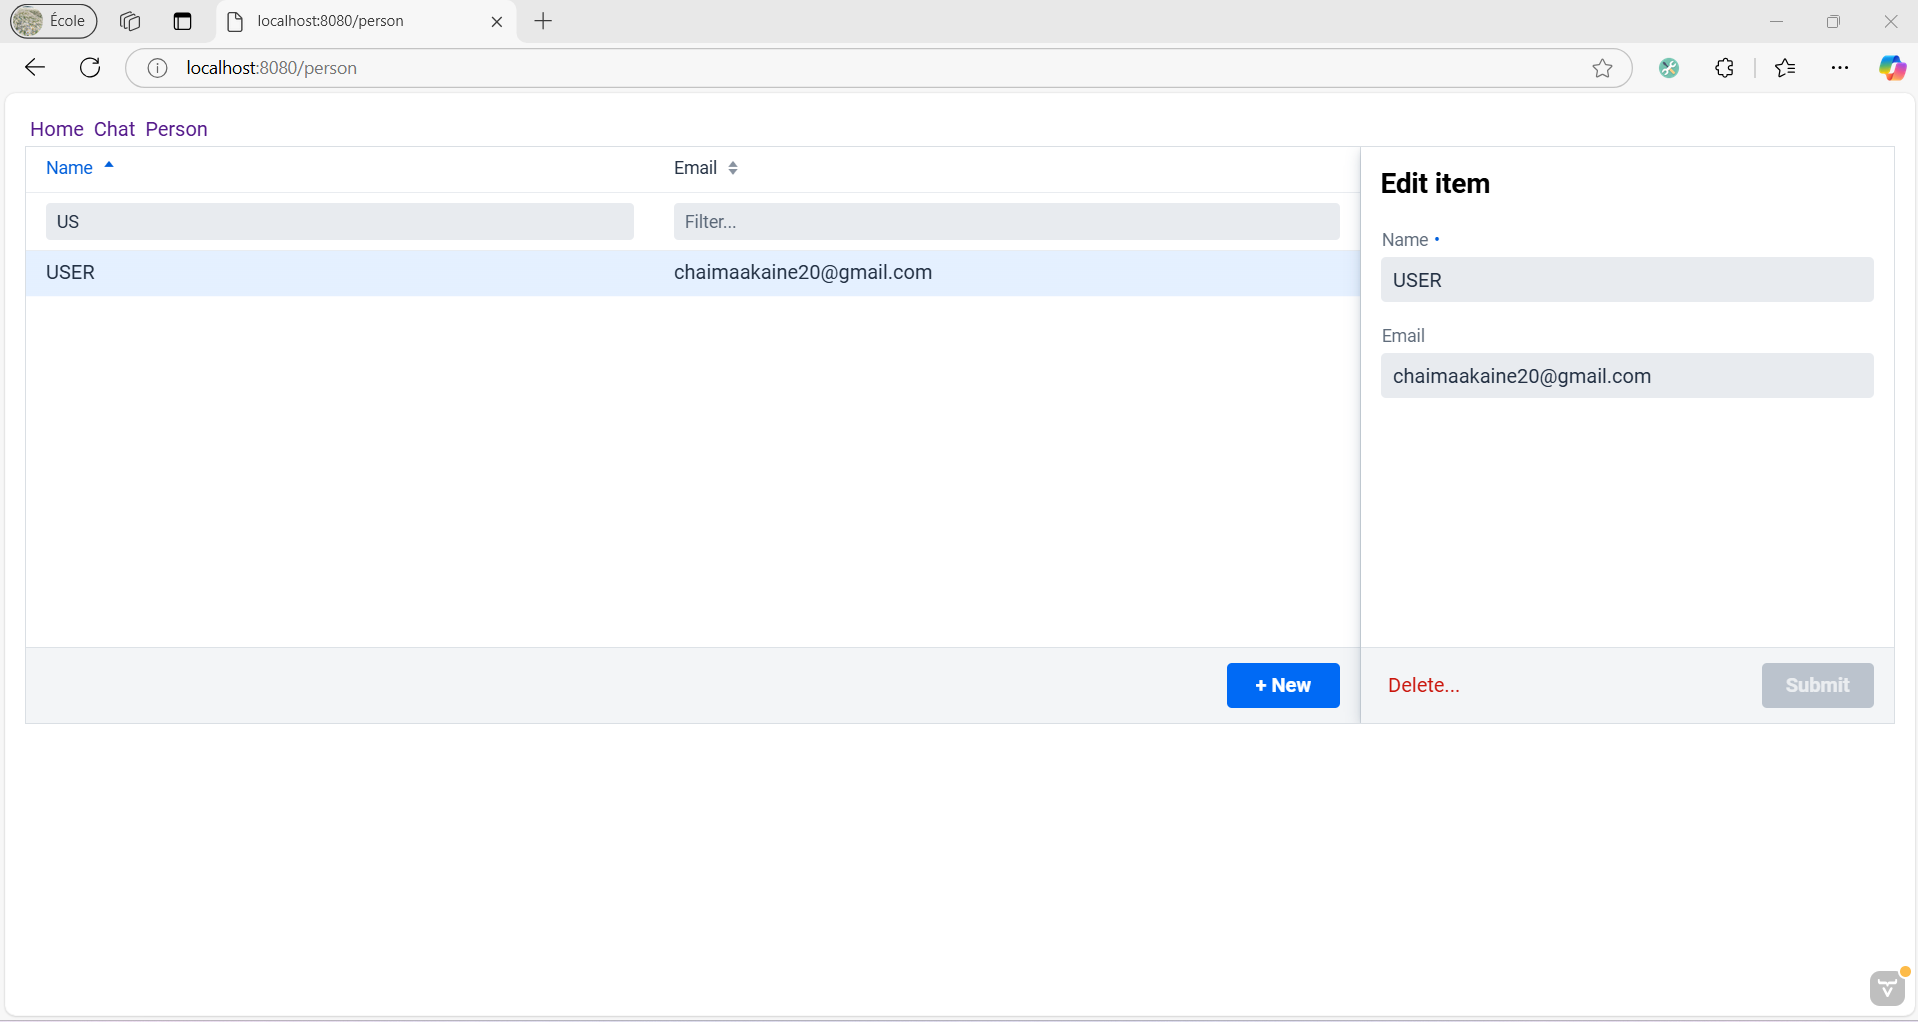 École
localhost:8080/person
localhost:8080/person
Home Chat Person
Name Email
US Filter...
USER chaimaakaine20@gmail.com
+ New
Edit item
Name •
USER
Email
chaimaakaine20@gmail.com
Delete... Submit